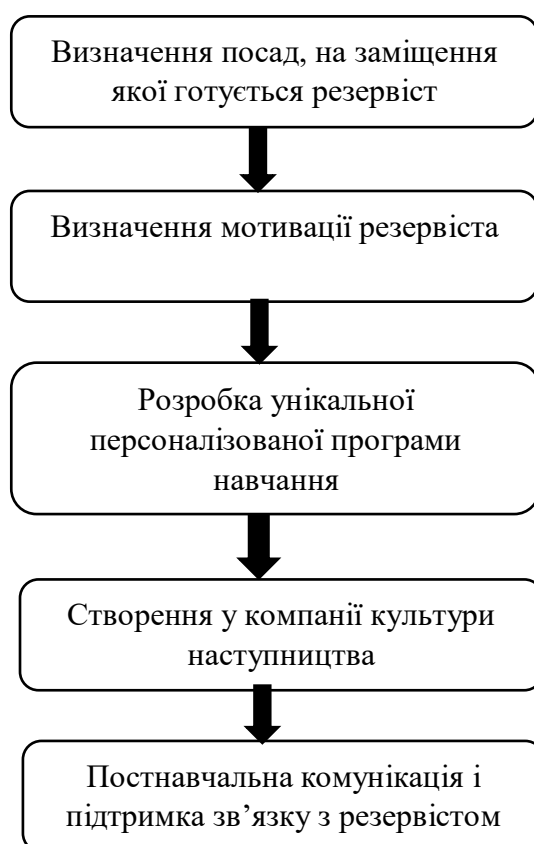 Визначення посад, на заміщення
якої готується резервіст
Визначення мотивації резервіста
Розробка унікальної
персоналізованої програми
навчання
Створення у компанії культури
наступництва
Постнавчальна комунікація і
підтримка зв’язку з резервістом